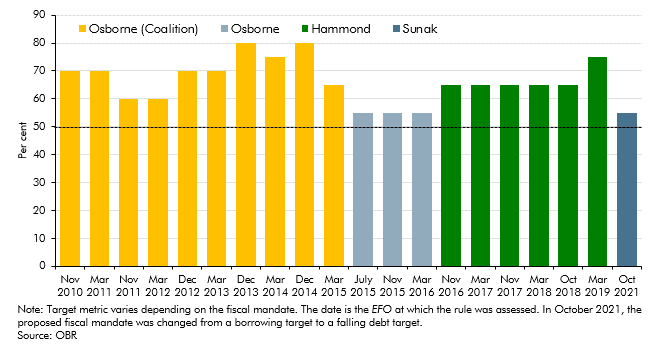 90
Osborne (Coalition) Osborne Hammond Sunak
80
70
60
50
40
30
20
10
0
Per cent
Nov Mar Nov Mar Dec Mar Dec Mar Dec Mar July Nov Mar Nov Mar Nov Mar Oct Mar Oct
2010 2011 2011 2012 2012 2013 2013 2014 2014 2015 2015 2015 2016 2016 2017 2017 2018 2018 2019 2021
Note: Target metric varies depending on the fiscal mandate. The date is the EFO at which the rule was assessed. In October 2021, the
proposed fiscal mandate was changed from a borrowing target to a falling debt target.
Source: OBR